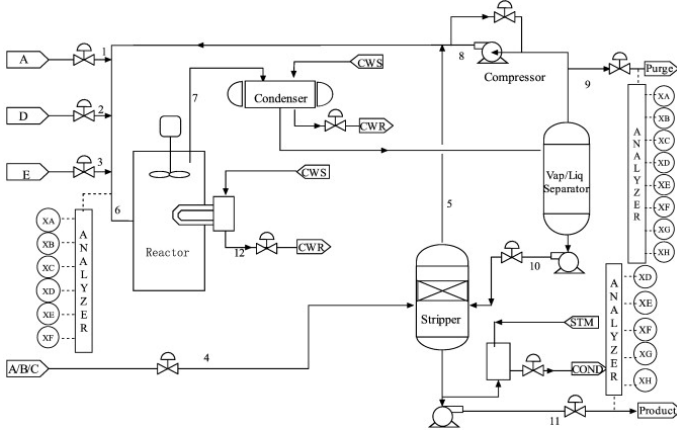 A
1
D
2
E
3
6
7
CWS
Condenser
CWR
8
Compressor
9
Purge
Vap/Liq
Separator
5
Reactor
CWS
12
CWR
10
Stripper
STM
COND
4
A/B/C
11
Product
ANALYZER
XA
XB
XC
XD
XE
XF
ANALYZER
XA
XB
XC
XD
XE
XF
XG
XH
ANALYZER
XD
XE
XF
XG
XH